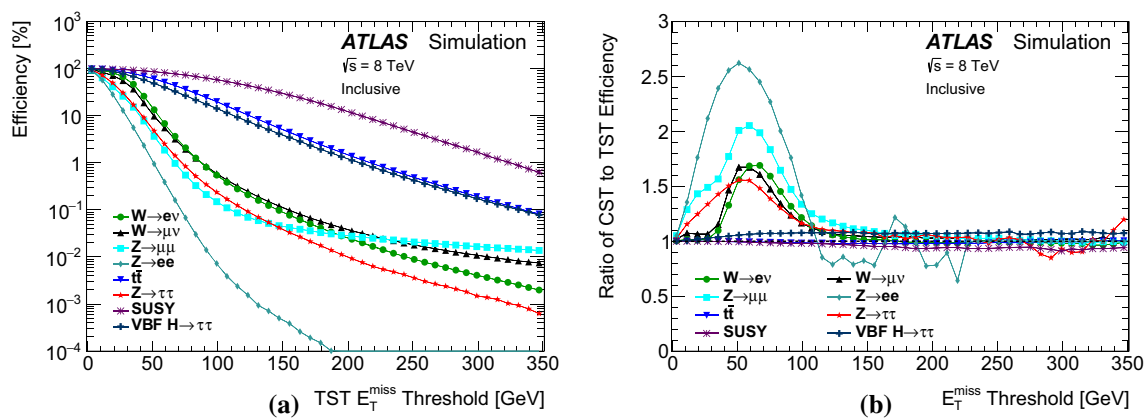 Efficiency [%]
10³
10²
10
1
10⁻¹
10⁻²
10⁻³
10⁻⁴
ATLAS Simulation
√s = 8 TeV
Inclusive
W→eν
W→μν
Z→μμ
Z→ee
tt̄
Z→ττ
SUSY
VBF H→ττ
0 50 100 150 200 250 300 350
(a) TST E_T^miss Threshold [GeV]
Ratio of CST to TST Efficiency
3
2.5
2
1.5
1
0.5
0
ATLAS Simulation
√s = 8 TeV
Inclusive
W→eν W→μν
Z→μμ Z→ee
tt̄ Z→ττ
SUSY VBF H→ττ
0 50 100 150 200 250 300 350
(b) E_T^miss Threshold [GeV]